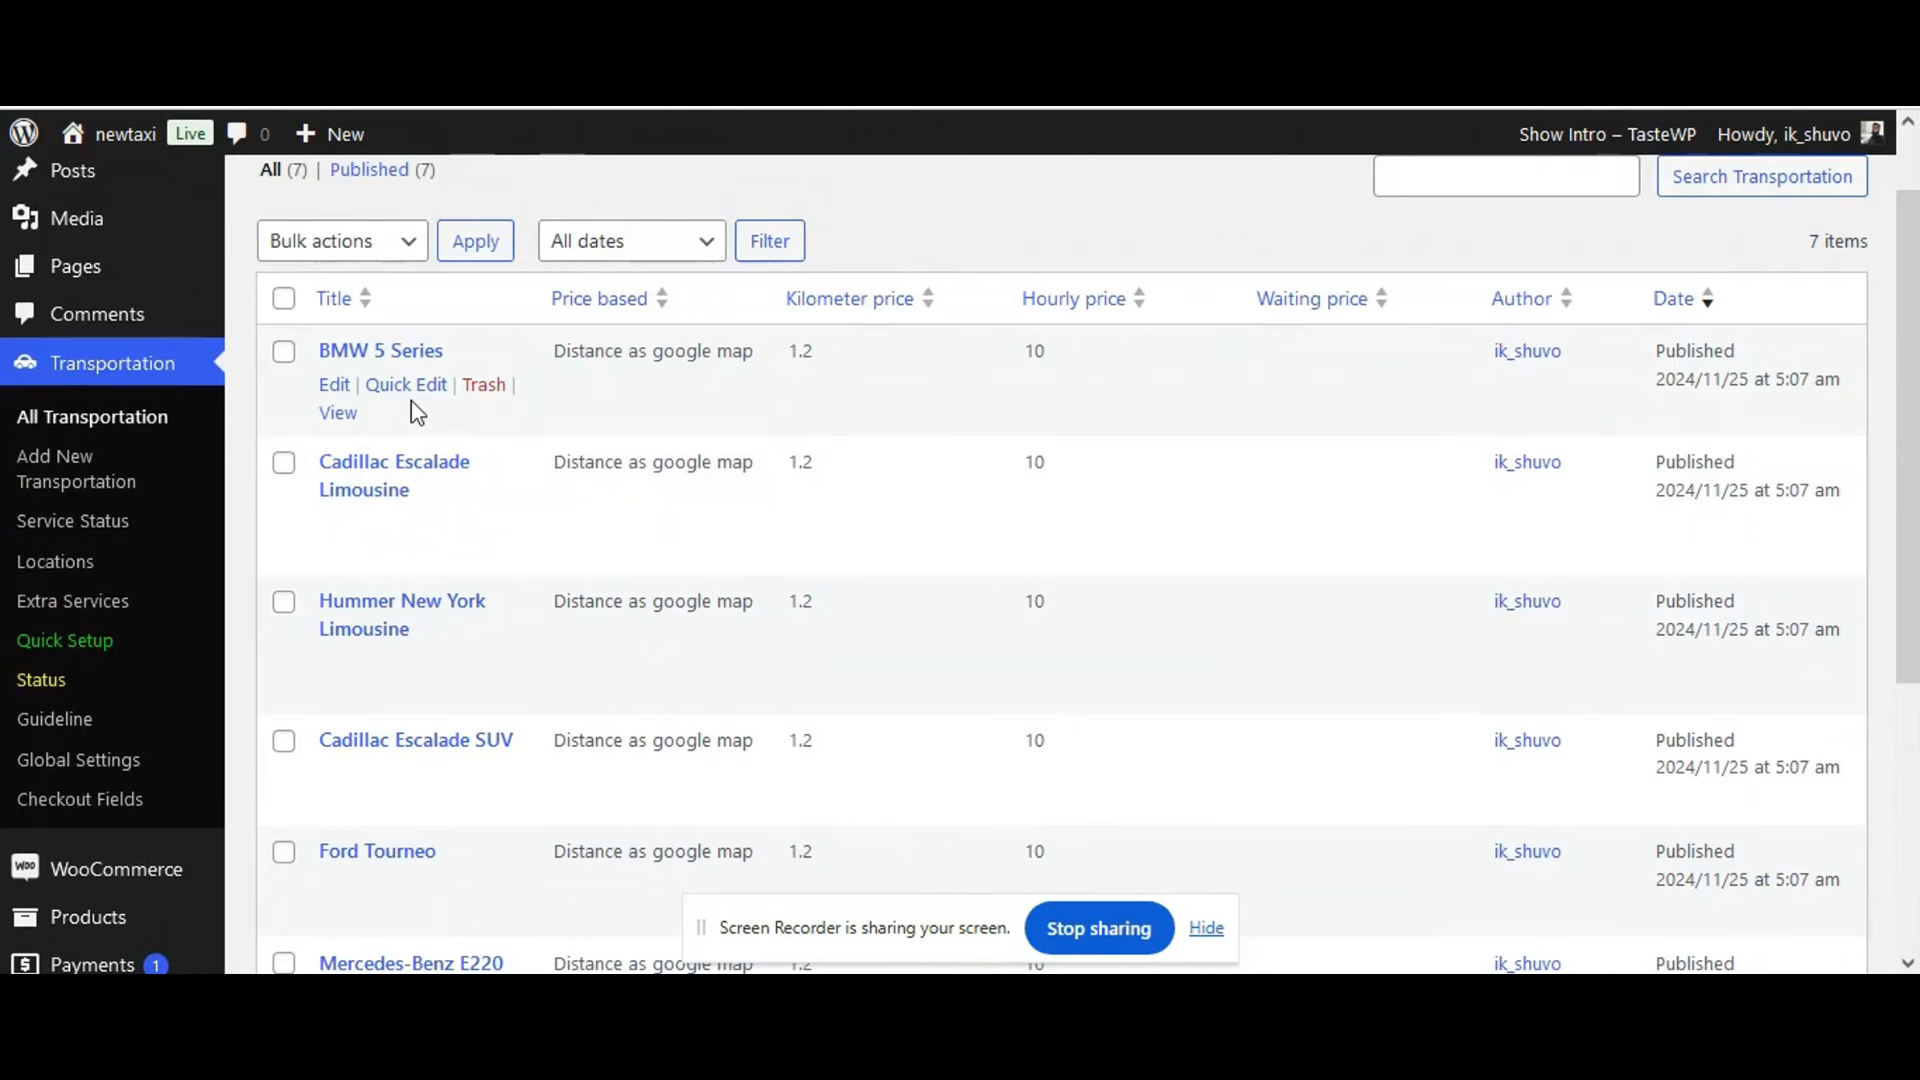 newtaxi Live 0 + New Show Intro – TasteWP Howdy, ik_shuvo
Posts
Media
Pages
Comments
Transportation
All Transportation
Add New
Transportation
Service Status
Locations
Extra Services
Quick Setup
Status
Guideline
Global Settings
Checkout Fields
WooCommerce
Products
Payments 1
All (7) | Published (7)
Search Transportation
Bulk actions Apply All dates Filter 7 items
Title Price based Kilometer price Hourly price Waiting price Author Date
BMW 5 Series Distance as google map 1.2 10 ik_shuvo Published
2024/11/25 at 5:07 am
Edit | Quick Edit | Trash |
View
Cadillac Escalade Distance as google map 1.2 10 ik_shuvo Published
Limousine 2024/11/25 at 5:07 am
Hummer New York Distance as google map 1.2 10 ik_shuvo Published
Limousine 2024/11/25 at 5:07 am
Cadillac Escalade SUV Distance as google map 1.2 10 ik_shuvo Published
2024/11/25 at 5:07 am
Ford Tourneo Distance as google map 1.2 10 ik_shuvo Published
2024/11/25 at 5:07 am
Mercedes-Benz E220 Distance as google map 1.2 10 ik_shuvo Published
Screen Recorder is sharing your screen. Stop sharing Hide